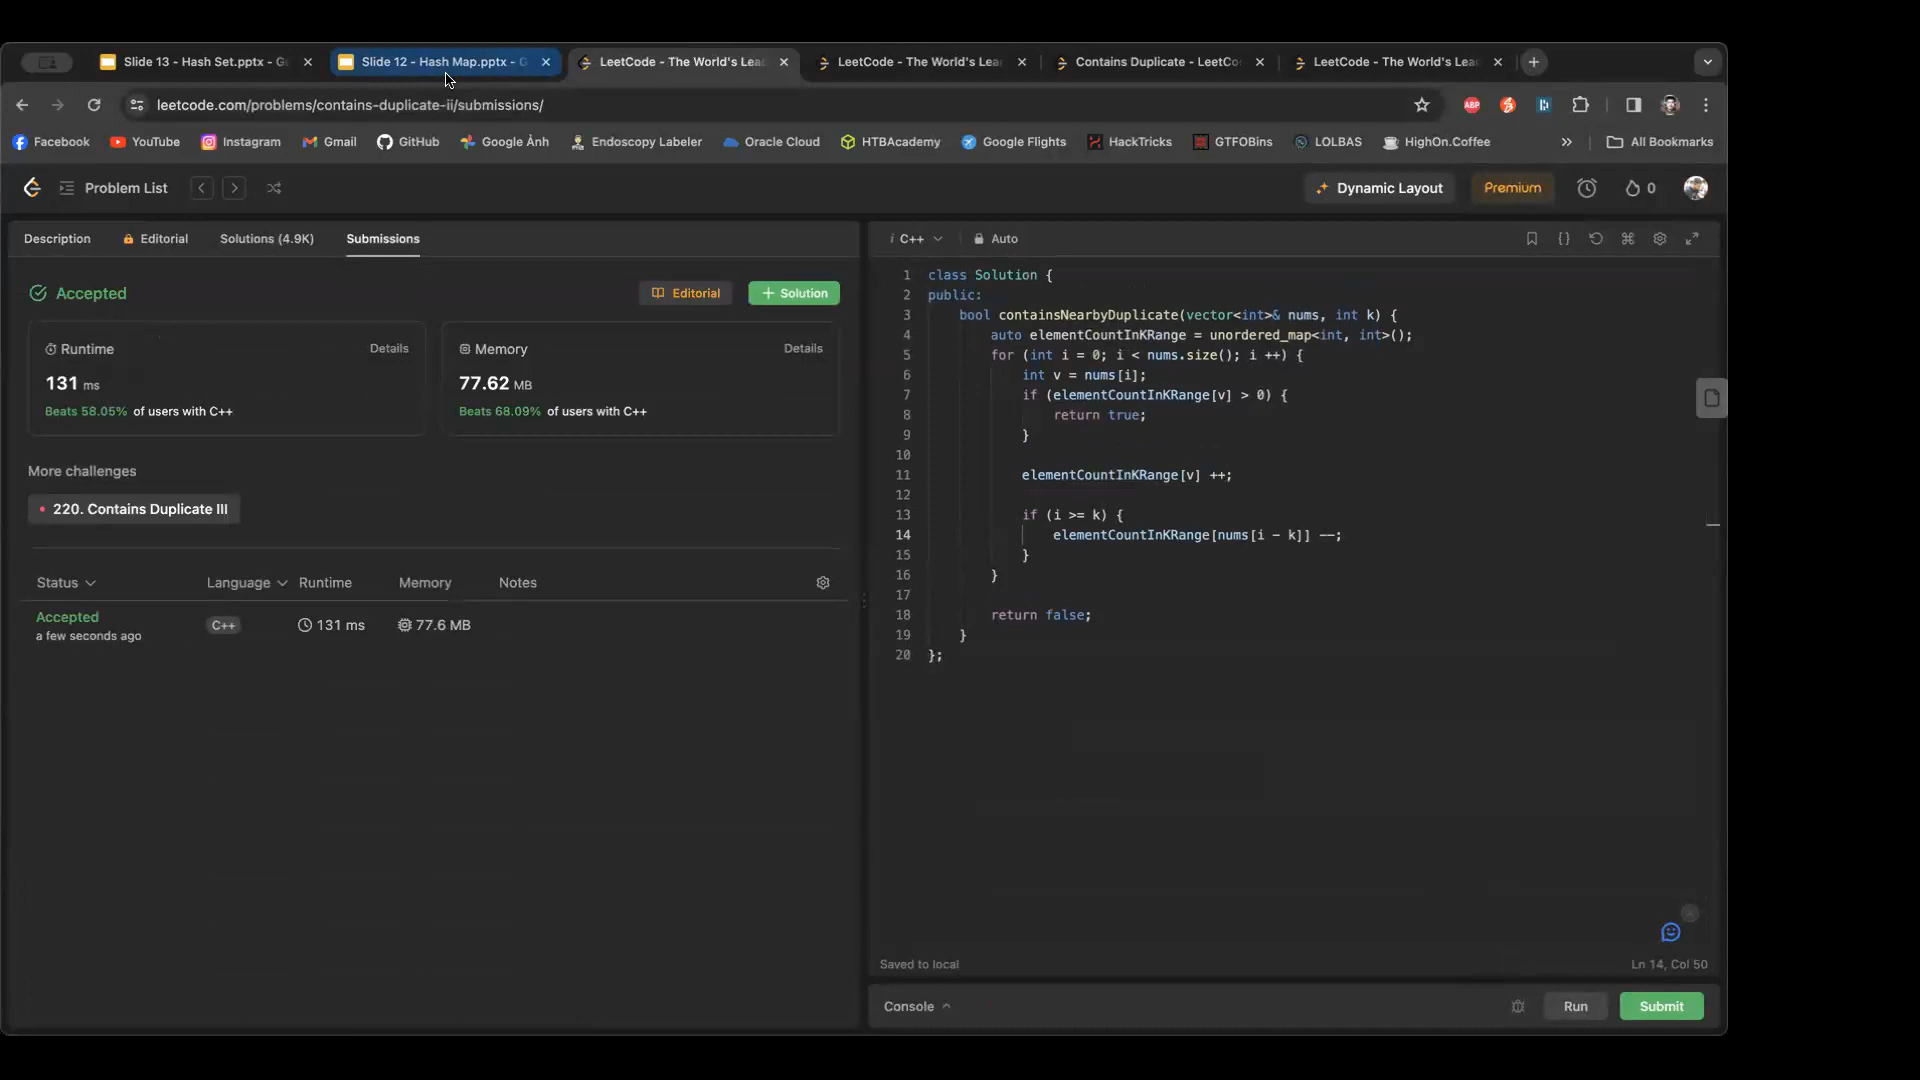 Slide 13 - Hash Set.pptx - G
Slide 12 - Hash Map.pptx - G
LeetCode - The World's Lea
LeetCode - The World's Lea
Contains Duplicate - LeetCo
LeetCode - The World's Lea
leetcode.com/problems/contains-duplicate-ii/submissions/
ABP
Facebook
YouTube
Instagram
Gmail
GitHub
Google Ảnh
Endoscopy Labeler
Oracle Cloud
HTBAcademy
Google Flights
HackTricks
GTFOBins
LOLBAS
HighOn.Coffee
All Bookmarks
Problem List
Dynamic Layout
Premium
0
Description
Editorial
Solutions (4.9K)
Submissions
Accepted
Editorial
+ Solution
Runtime
Details
131 ms
Beats 58.05% of users with C++
Memory
Details
77.62 MB
Beats 68.09% of users with C++
More challenges
220. Contains Duplicate III
Status
Language
Runtime
Memory
Notes
Accepted
a few seconds ago
C++
131 ms
77.6 MB
i C++
Auto
1 class Solution {
2 public:
3 bool containsNearbyDuplicate(vector<int>& nums, int k) {
4 auto elementCountInKRange = unordered_map<int, int>();
5 for (int i = 0; i < nums.size(); i ++) {
6 int v = nums[i];
7 if (elementCountInKRange[v] > 0) {
8 return true;
9 }
10
11 elementCountInKRange[v] ++;
12
13 if (i >= k) {
14 elementCountInKRange[nums[i - k]] --;
15 }
16 }
17
18 return false;
19 }
20 };
Saved to local
Ln 14, Col 50
Console
Run
Submit